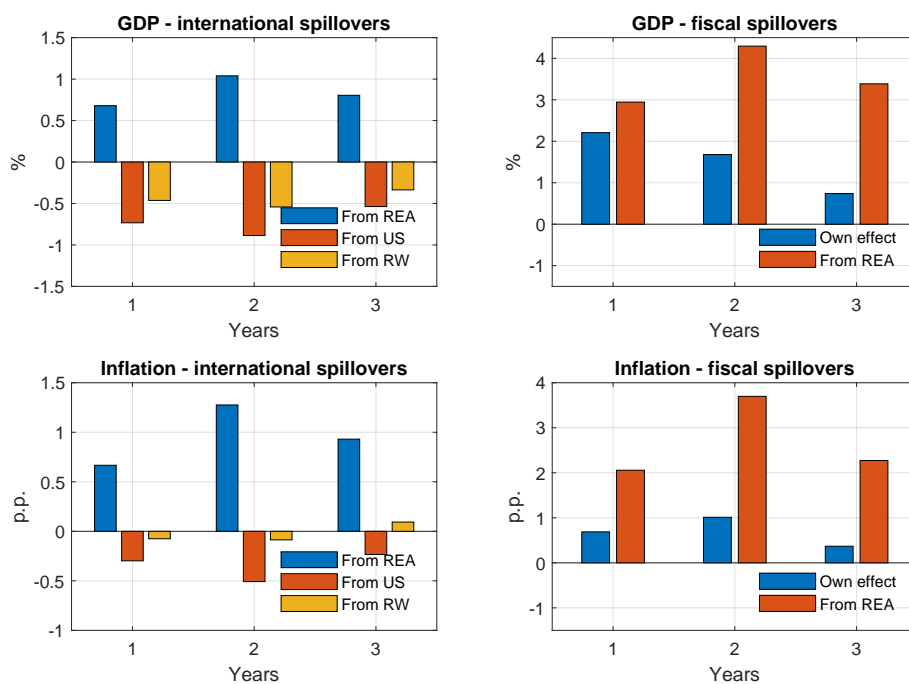 GDP - international spillovers
1.5
1
0.5
0
-0.5
-1
-1.5
%
From REA
From US
From RW
1 2 3
Years
GDP - fiscal spillovers
4
3
2
1
0
-1
%
Own effect
From REA
1 2 3
Years
Inflation - international spillovers
1.5
1
0.5
0
-0.5
-1
p.p.
From REA
From US
From RW
1 2 3
Years
Inflation - fiscal spillovers
4
3
2
1
0
-1
p.p.
Own effect
From REA
1 2 3
Years